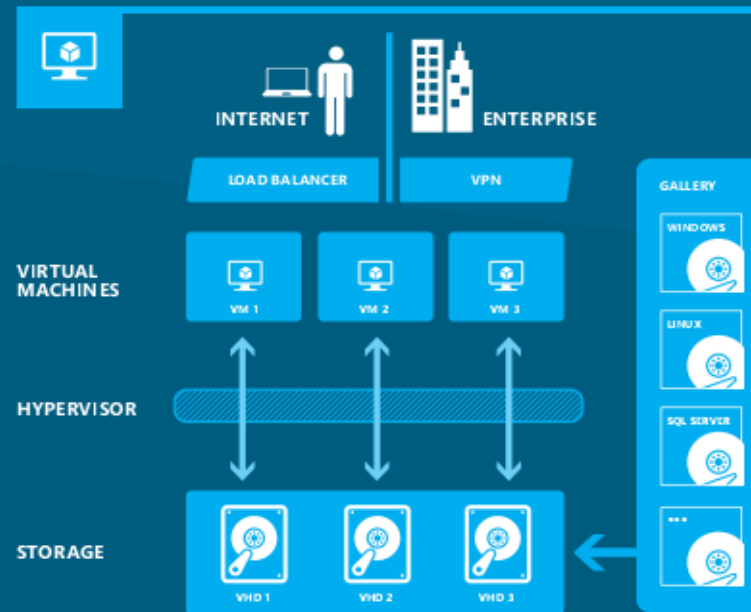 INTERNET
ENTERPRISE
LOAD BALANCER
VPN
GALLERY
WINDOWS
VIRTUAL
MACHINES
VM 1
VM 2
VM 3
LINUX
HYPERVISOR
SQL SERVER
...
STORAGE
VHD 1
VHD 2
VHD 3